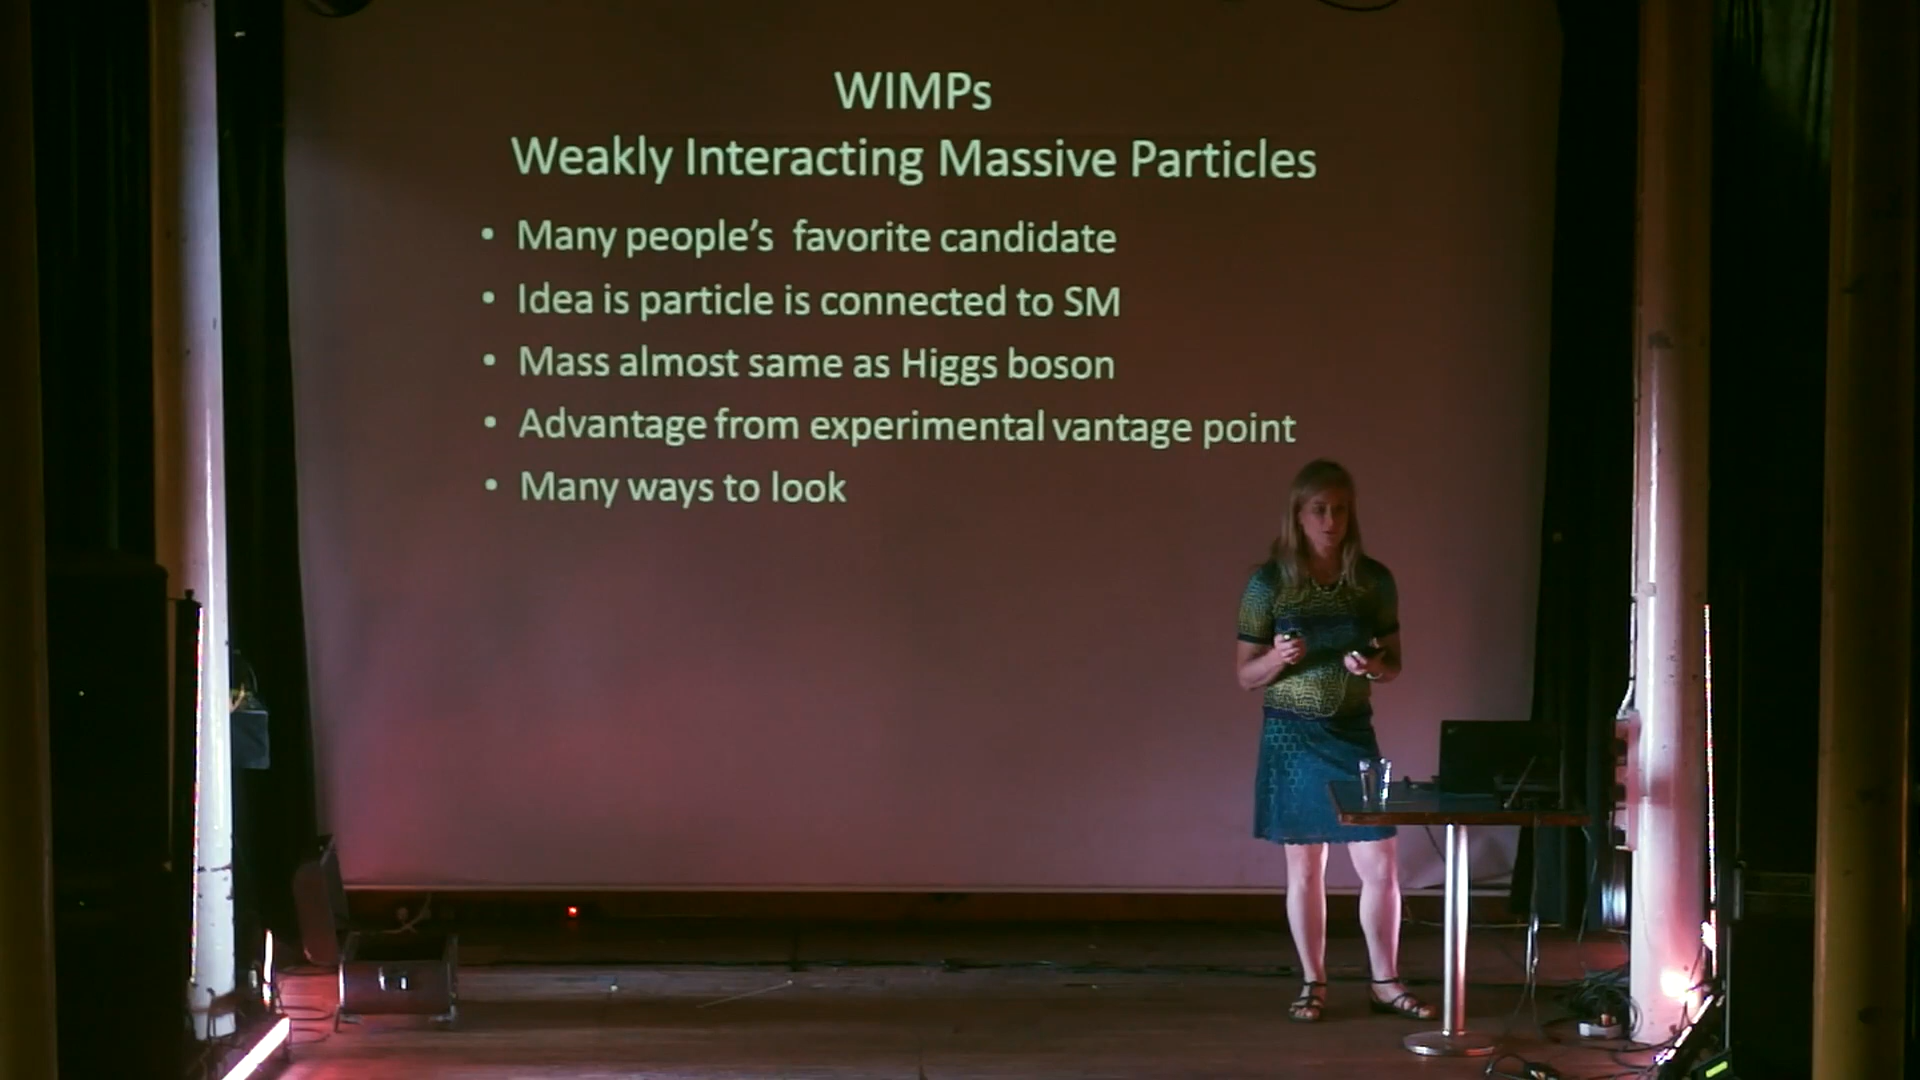 WIMPs
Weakly Interacting Massive Particles
• Many people's favorite candidate
• Idea is particle is connected to SM
• Mass almost same as Higgs boson
• Advantage from experimental vantage point
• Many ways to look